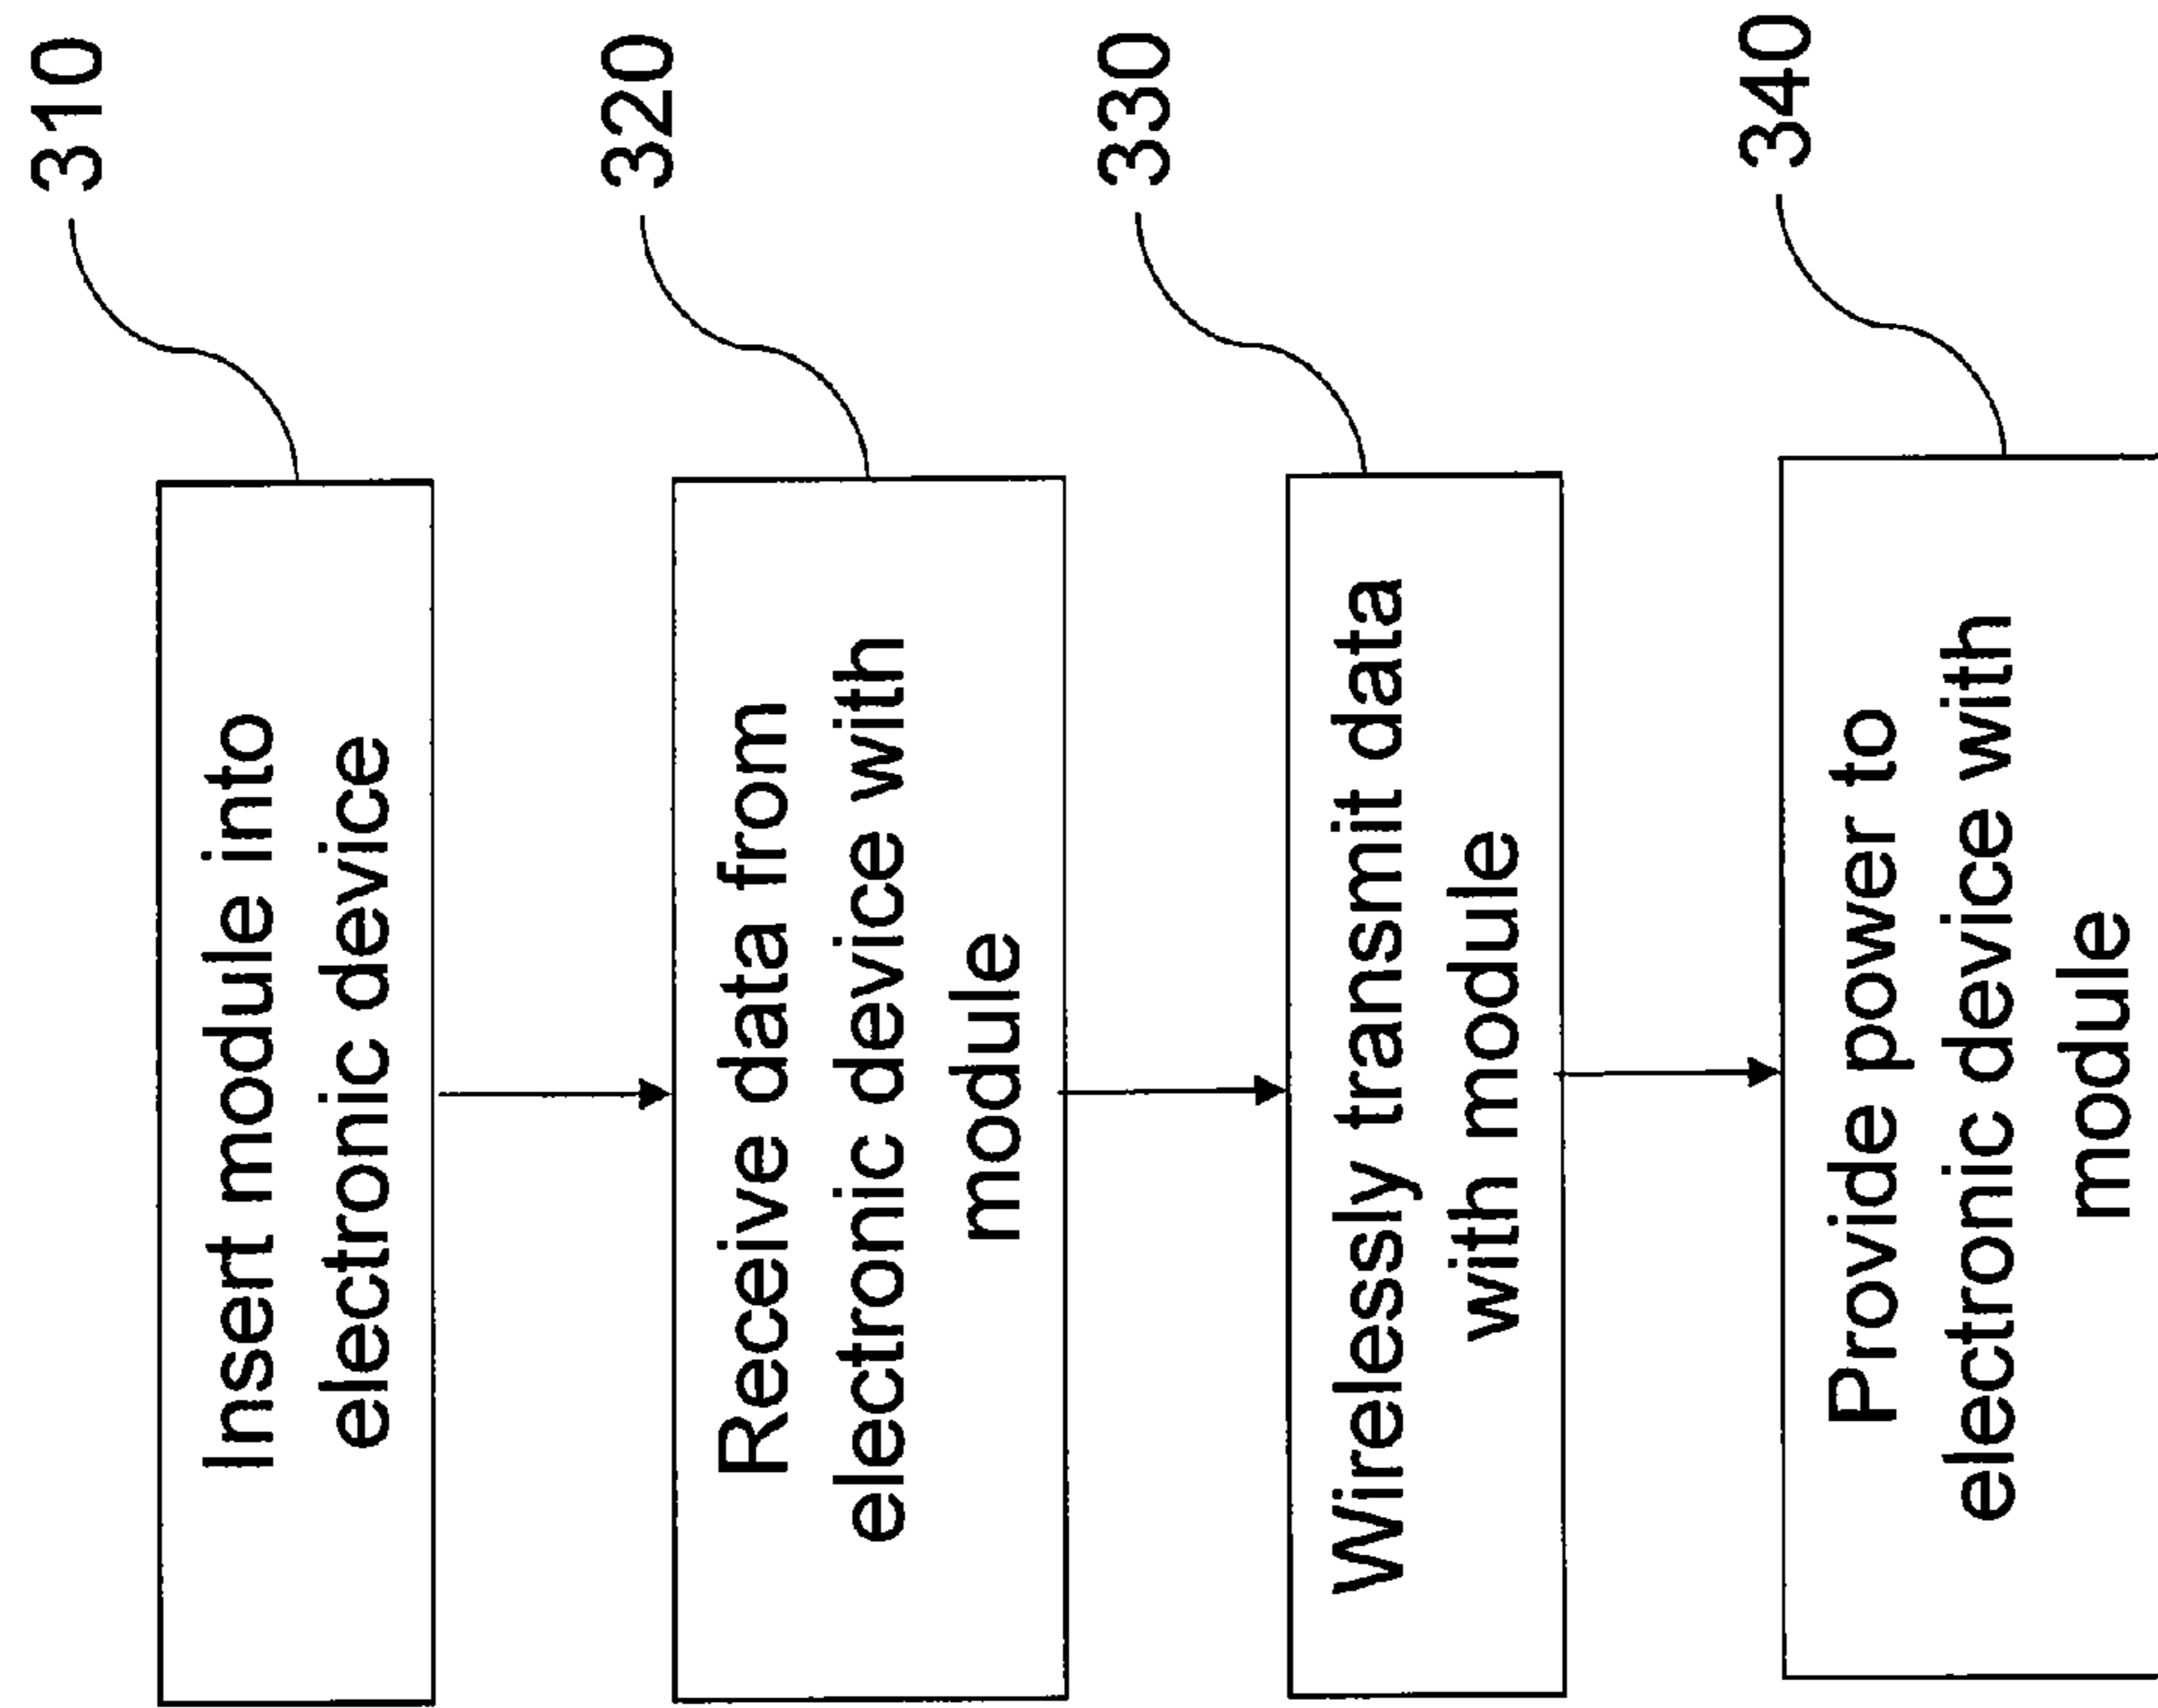 310
Insert module into
electronic device
320
Receive data from
electronic device with
module
330
Wirelessly transmit data
with module
340
Provide power to
electronic device with
module